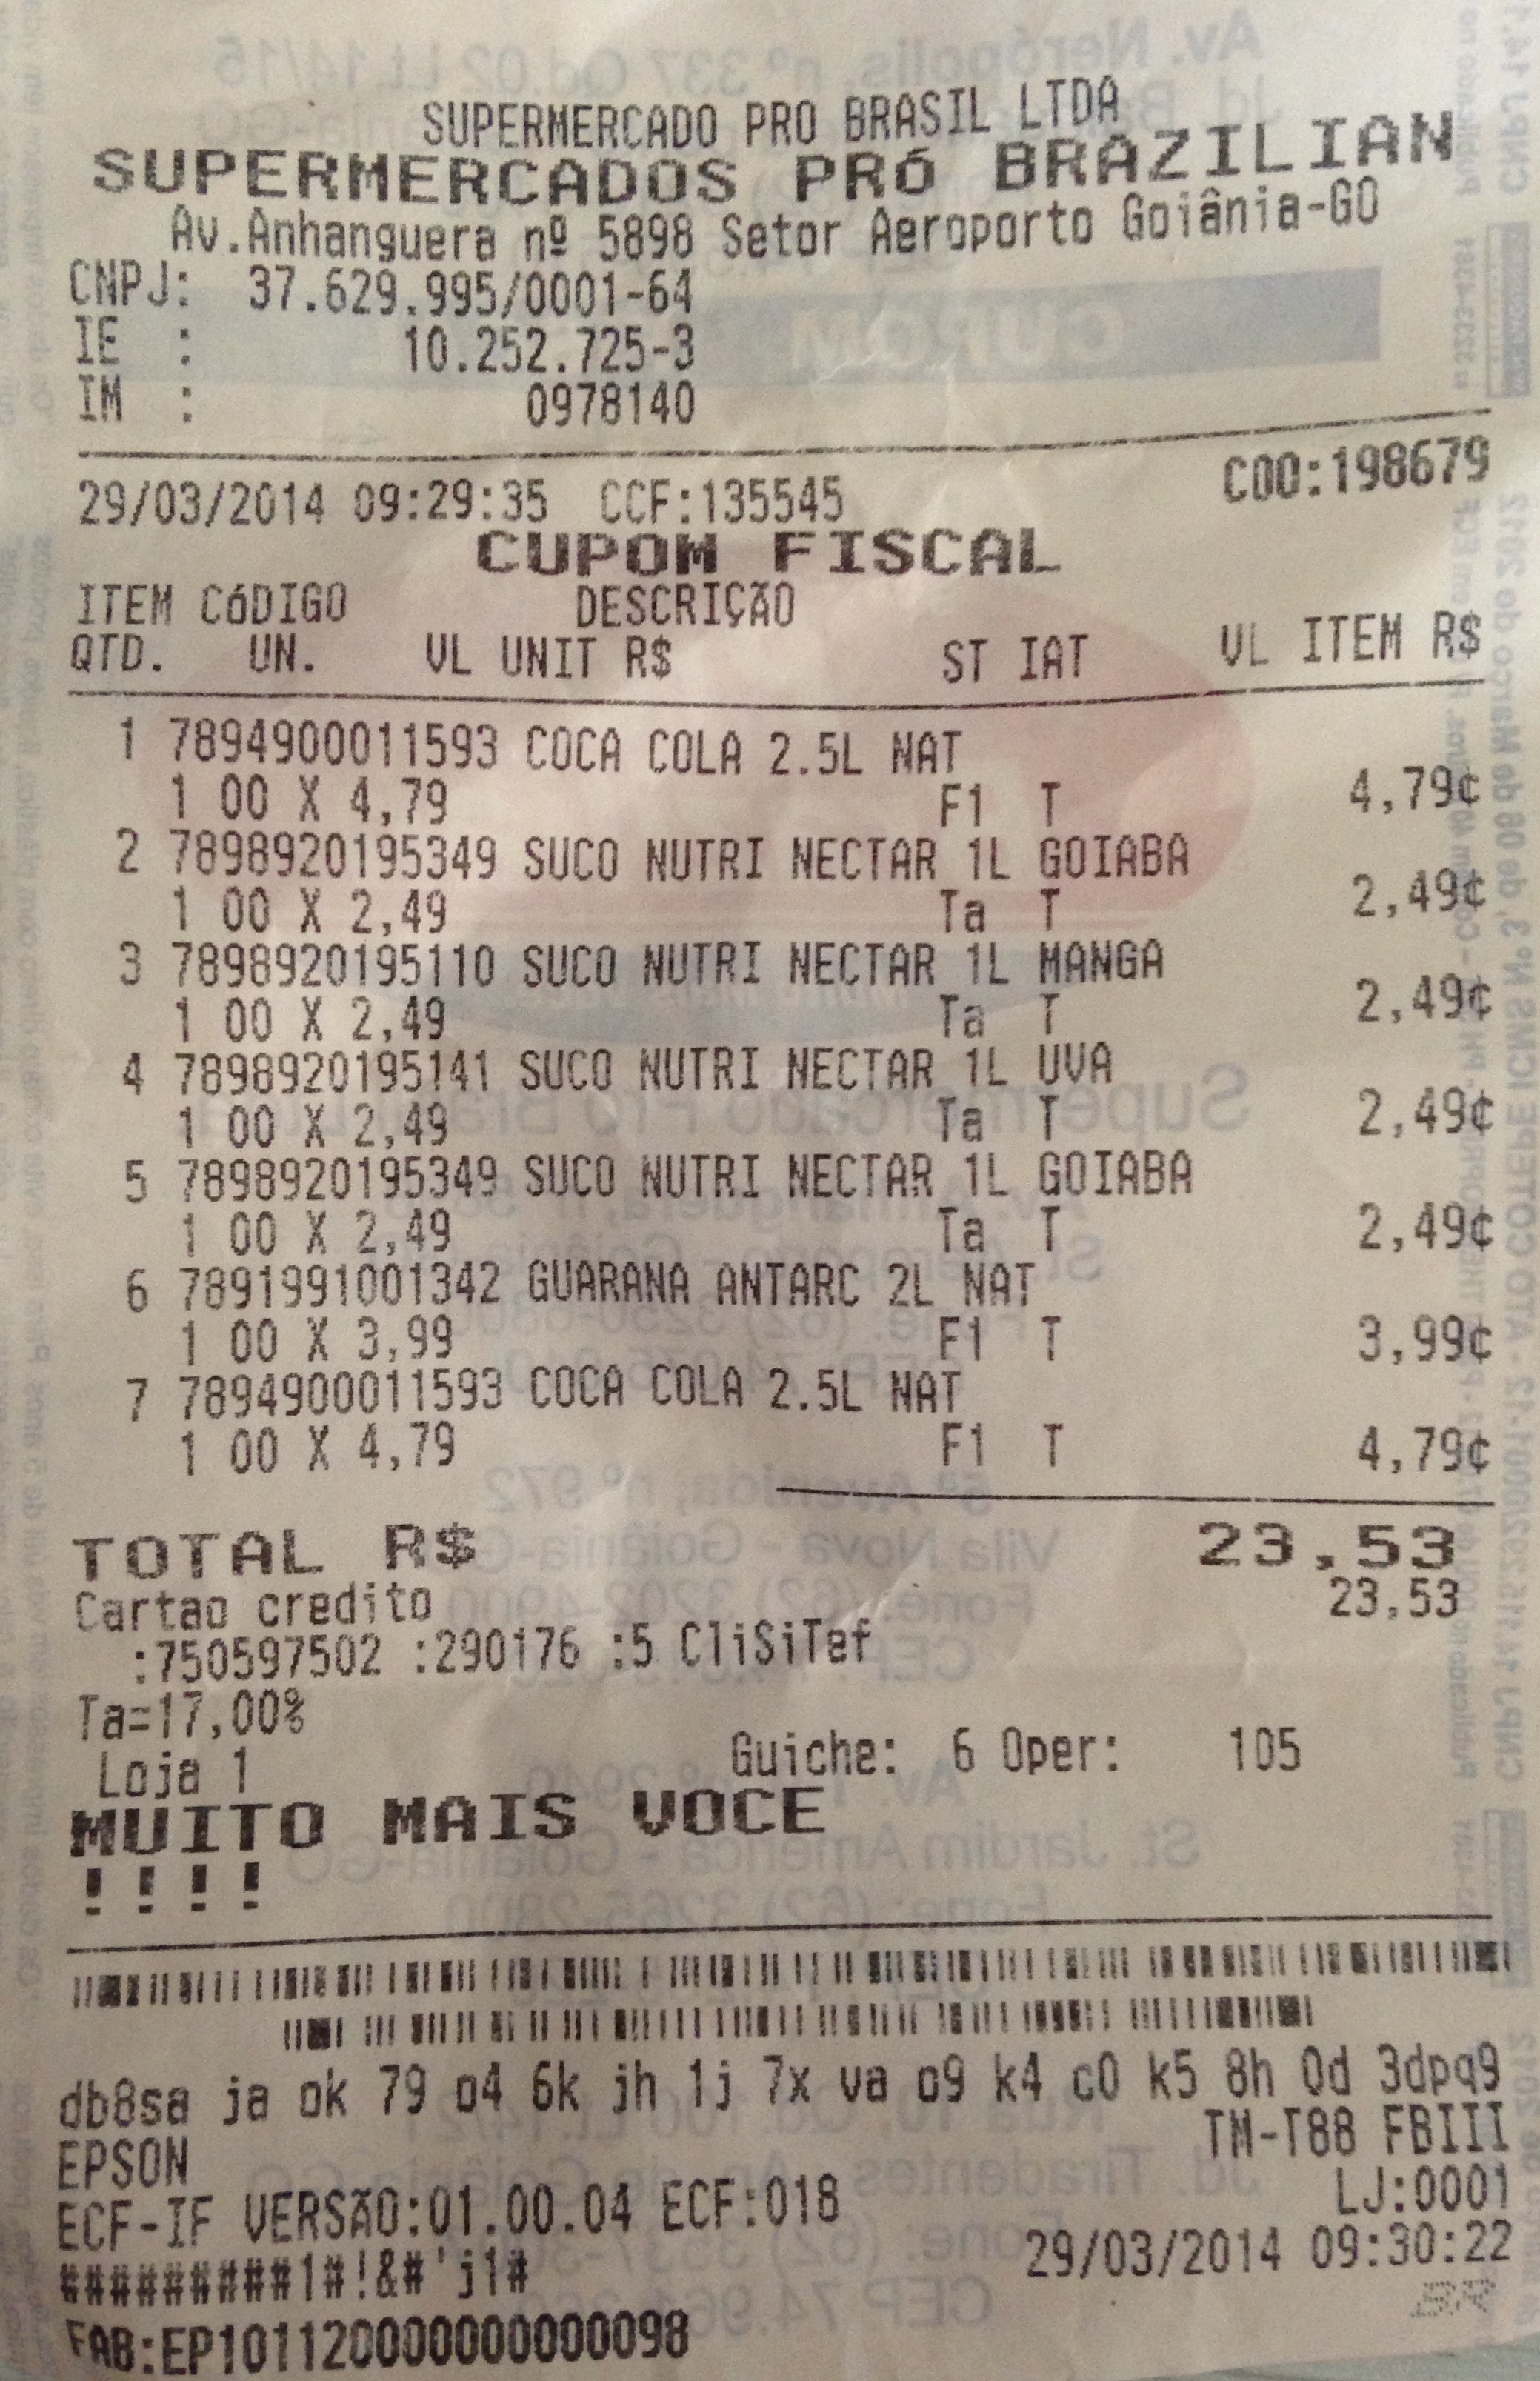 SUPERMERCADO PRO BRASIL LTDA
SUPERMERCADOS PRÓ BRAZILIAN
Av.Anhanguera nº 5898 Setor Aeroporto Goiânia-GO
CNPJ: 37.629.995/0001-64
IE : 10.252.725-3
IM : 0978140
29/03/2014 09:29:35 CCF:135545 COO:198679
CUPOM FISCAL
ITEM CóDIGO DESCRIÇÃO
QTD. UN. VL UNIT R$ ST IAT VL ITEM R$
1 7894900011593 COCA COLA 2.5L NAT
1 00 X 4,79 F1 T 4,79¢
2 7898920195349 SUCO NUTRI NECTAR 1L GOIABA
1 00 X 2,49 Ta T 2,49¢
3 7898920195110 SUCO NUTRI NECTAR 1L MANGA
1 00 X 2,49 Ta T 2,49¢
4 7898920195141 SUCO NUTRI NECTAR 1L UVA
1 00 X 2,49 Ta T 2,49¢
5 7898920195349 SUCO NUTRI NECTAR 1L GOIABA
1 00 X 2,49 Ta T 2,49¢
6 7891991001342 GUARANA ANTARC 2L NAT
1 00 X 3,99 F1 T 3,99¢
7 7894900011593 COCA COLA 2.5L NAT
1 00 X 4,79 F1 T 4,79¢
TOTAL R$ 23,53
Cartao credito 23,53
:750597502 :290176 :5 CliSiTef
Ta=17,00%
Loja 1 Guiche: 6 Oper: 105
MUITO MAIS VOCE
!!!!
db8sa ja ok 79 o4 6k jh 1j 7x va o9 k4 c0 k5 8h 0d 3dpq9
EPSON TM-T88 FBIII
ECF-IF VERSÃO:01.00.04 ECF:018 LJ:0001
#########1#!&#'j1# 29/03/2014 09:30:22
FAB:EP101120000000000098 BR